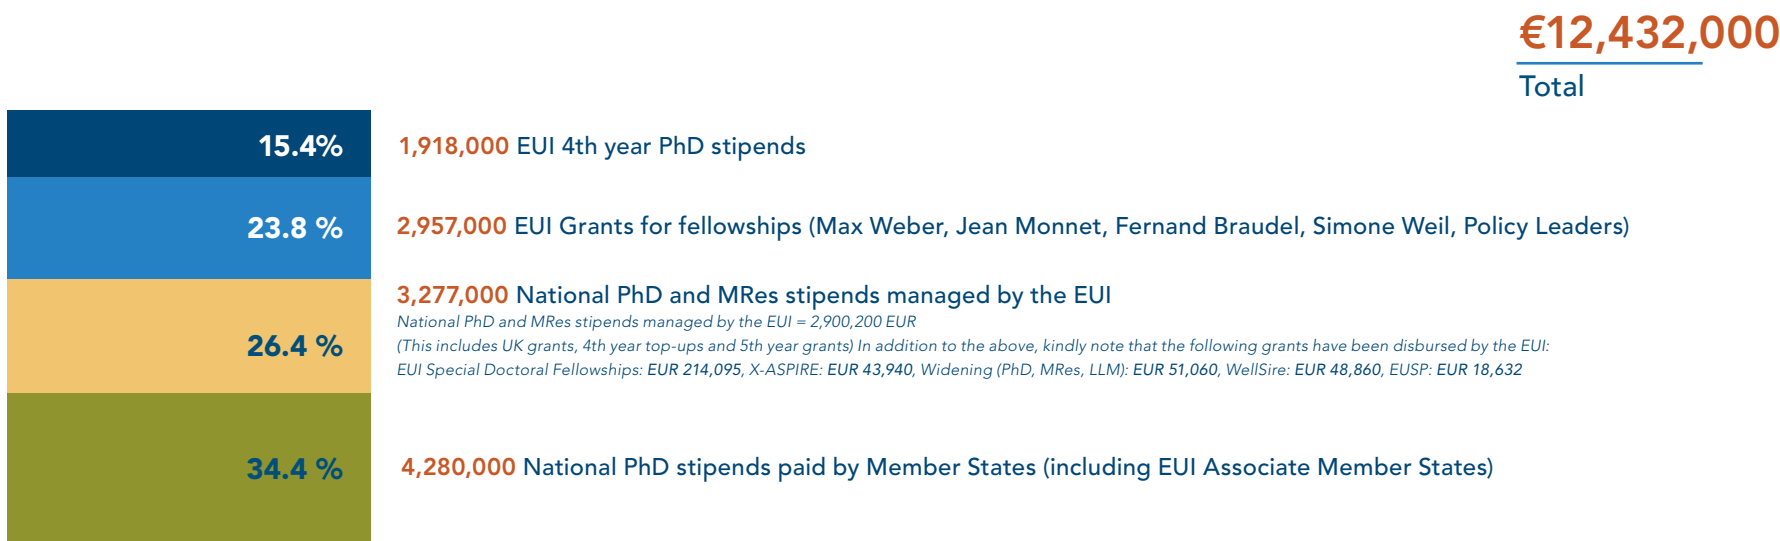 €12,432,000
Total
15.4%
1,918,000 EUI 4th year PhD stipends
23.8 %
2,957,000 EUI Grants for fellowships (Max Weber, Jean Monnet, Fernand Braudel, Simone Weil, Policy Leaders)
3,277,000 National PhD and MRes stipends managed by the EUI
National PhD and MRes stipends managed by the EUI = 2,900,200 EUR
26.4 %
(This includes UK grants, 4th year top-ups and 5th year grants) In addition to the above, kindly note that the following grants have been disbursed by the EUI:
EUI Special Doctoral Fellowships: EUR 214,095, X-ASPIRE: EUR 43,940, Widening (PhD, MRes, LLM): EUR 51,060, WellSire: EUR 48,860, EUSP: EUR 18,632
34.4 %
4,280,000 National PhD stipends paid by Member States (including EUI Associate Member States)